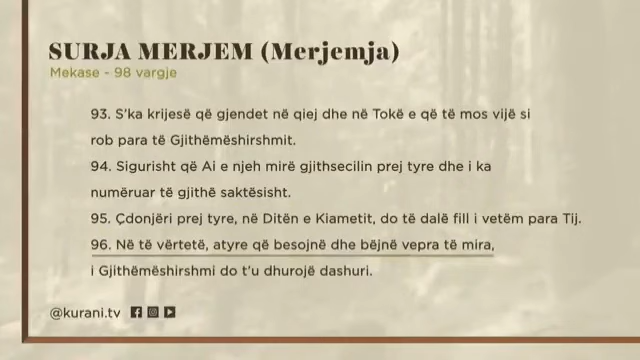 SURJA MERJEM (Merjemja)
Mekase - 98 vargje
93. S'ka krijesë që gjendet në qiej dhe në Tokë e që të mos vijë si
rob para të Gjithëmëshirshmit.
94. Sigurisht që Ai e njeh mirë gjithsecilin prej tyre dhe i ka
numëruar të gjithë saktësisht.
95. Çdonjëri prej tyre, në Ditën e Kiametit, do të dalë fill i vetëm para Tij.
96. Në të vërtetë, atyre që besojnë dhe bëjnë vepra të mira,
i Gjithëmëshirshmi do t'u dhurojë dashuri.
@kurani.tv